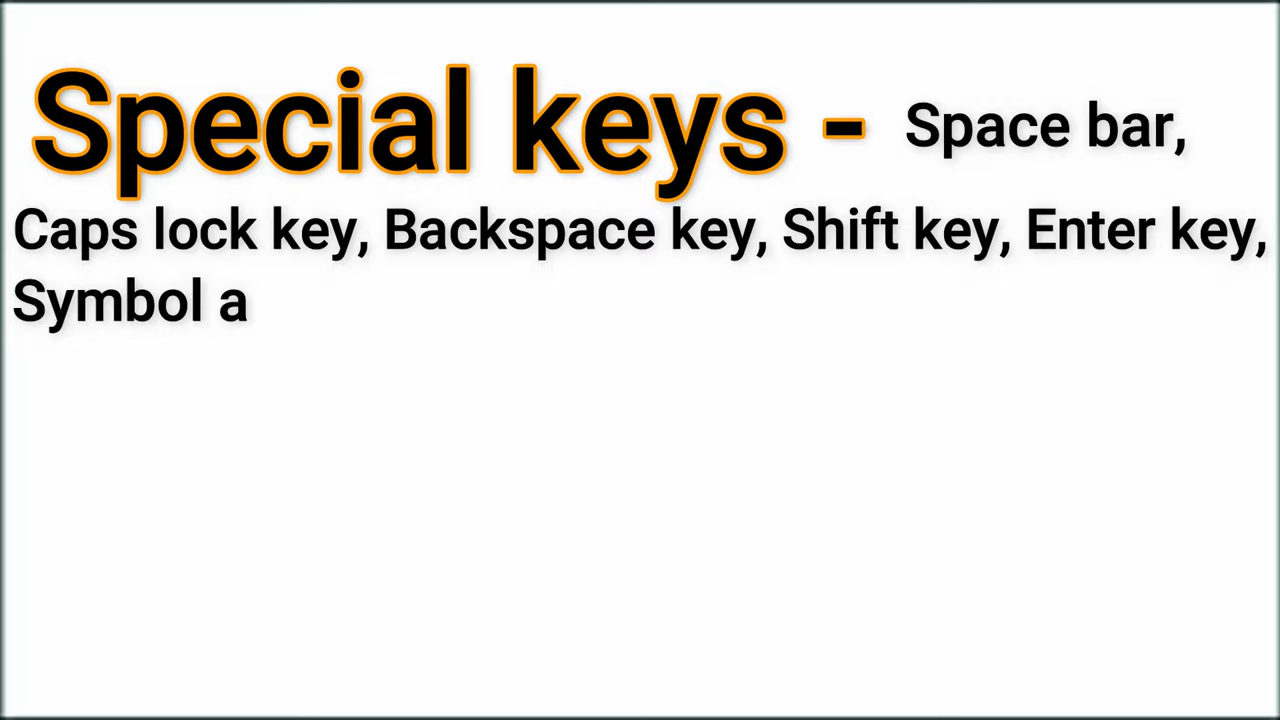 Special keys - Space bar,
Caps lock key, Backspace key, Shift key, Enter key,
Symbol a